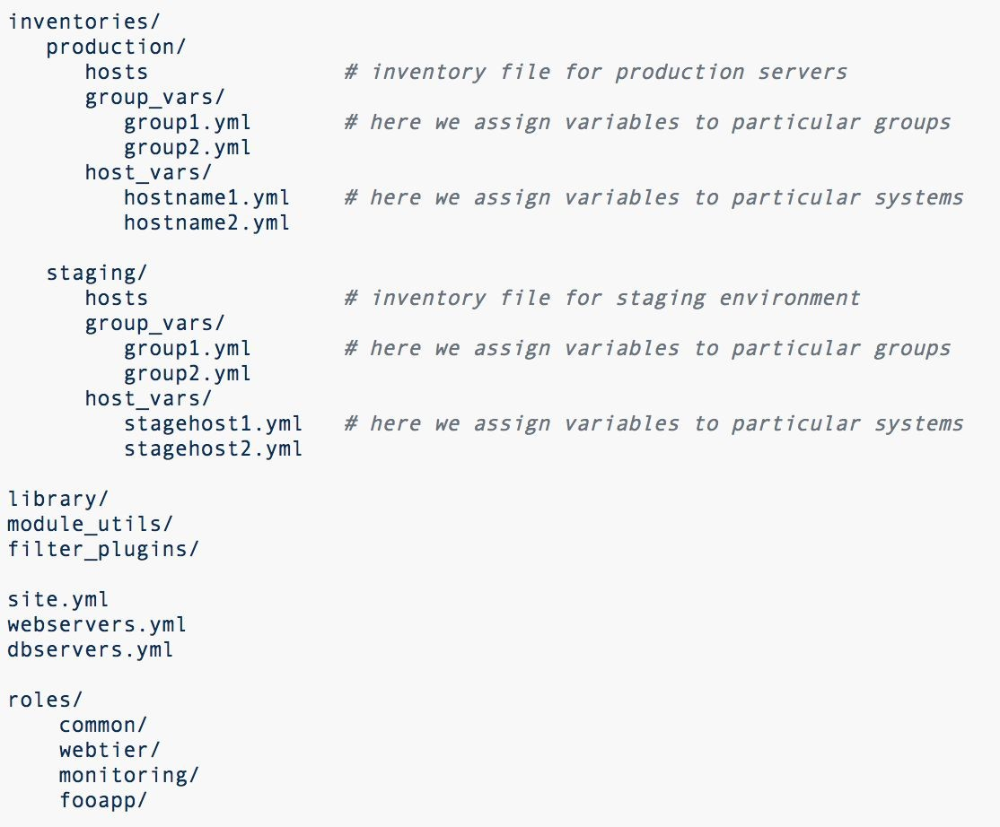 inventories/
   production/
      hosts               # inventory file for production servers
      group_vars/
         group1.yml       # here we assign variables to particular groups
         group2.yml
      host_vars/
         hostname1.yml    # here we assign variables to particular systems
         hostname2.yml

   staging/
      hosts               # inventory file for staging environment
      group_vars/
         group1.yml       # here we assign variables to particular groups
         group2.yml
      host_vars/
         stagehost1.yml   # here we assign variables to particular systems
         stagehost2.yml

library/
module_utils/
filter_plugins/

site.yml
webservers.yml
dbservers.yml

roles/
    common/
    webtier/
    monitoring/
    fooapp/